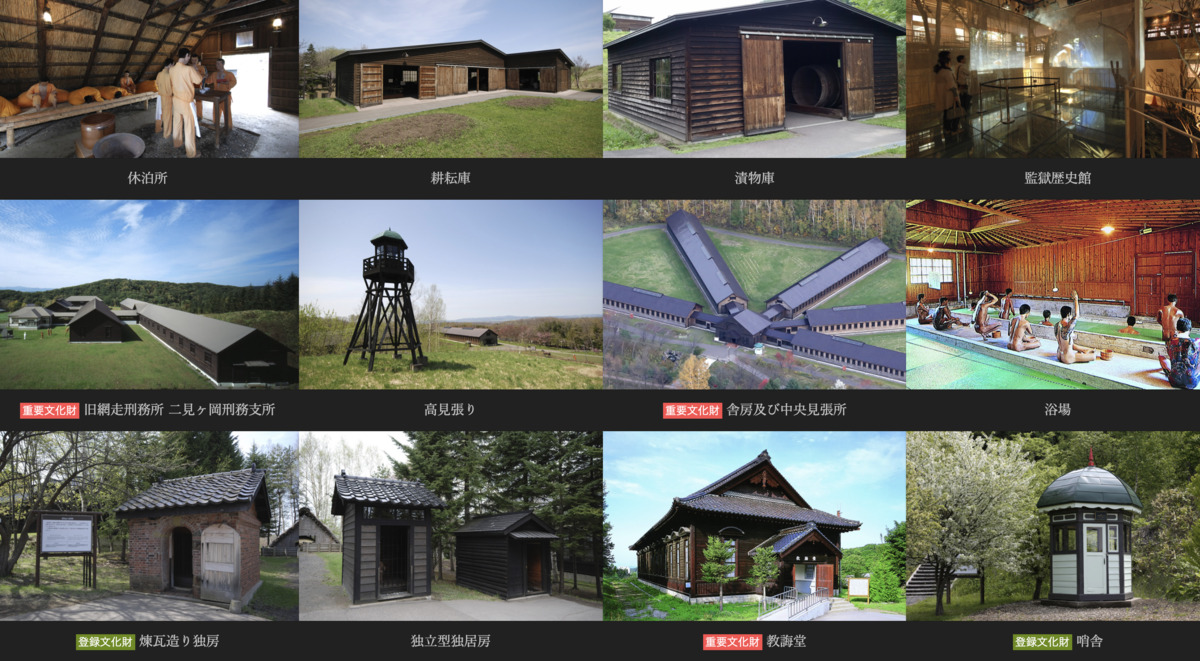 休泊所
耕耘庫
漬物庫
監獄歴史館
重要文化財 旧網走刑務所 二見ヶ岡刑務支所
高見張り
重要文化財 舎房及び中央見張所
浴場
登録文化財 煉瓦造り独房
独立型独居房
重要文化財 教誨堂
登録文化財 哨舎